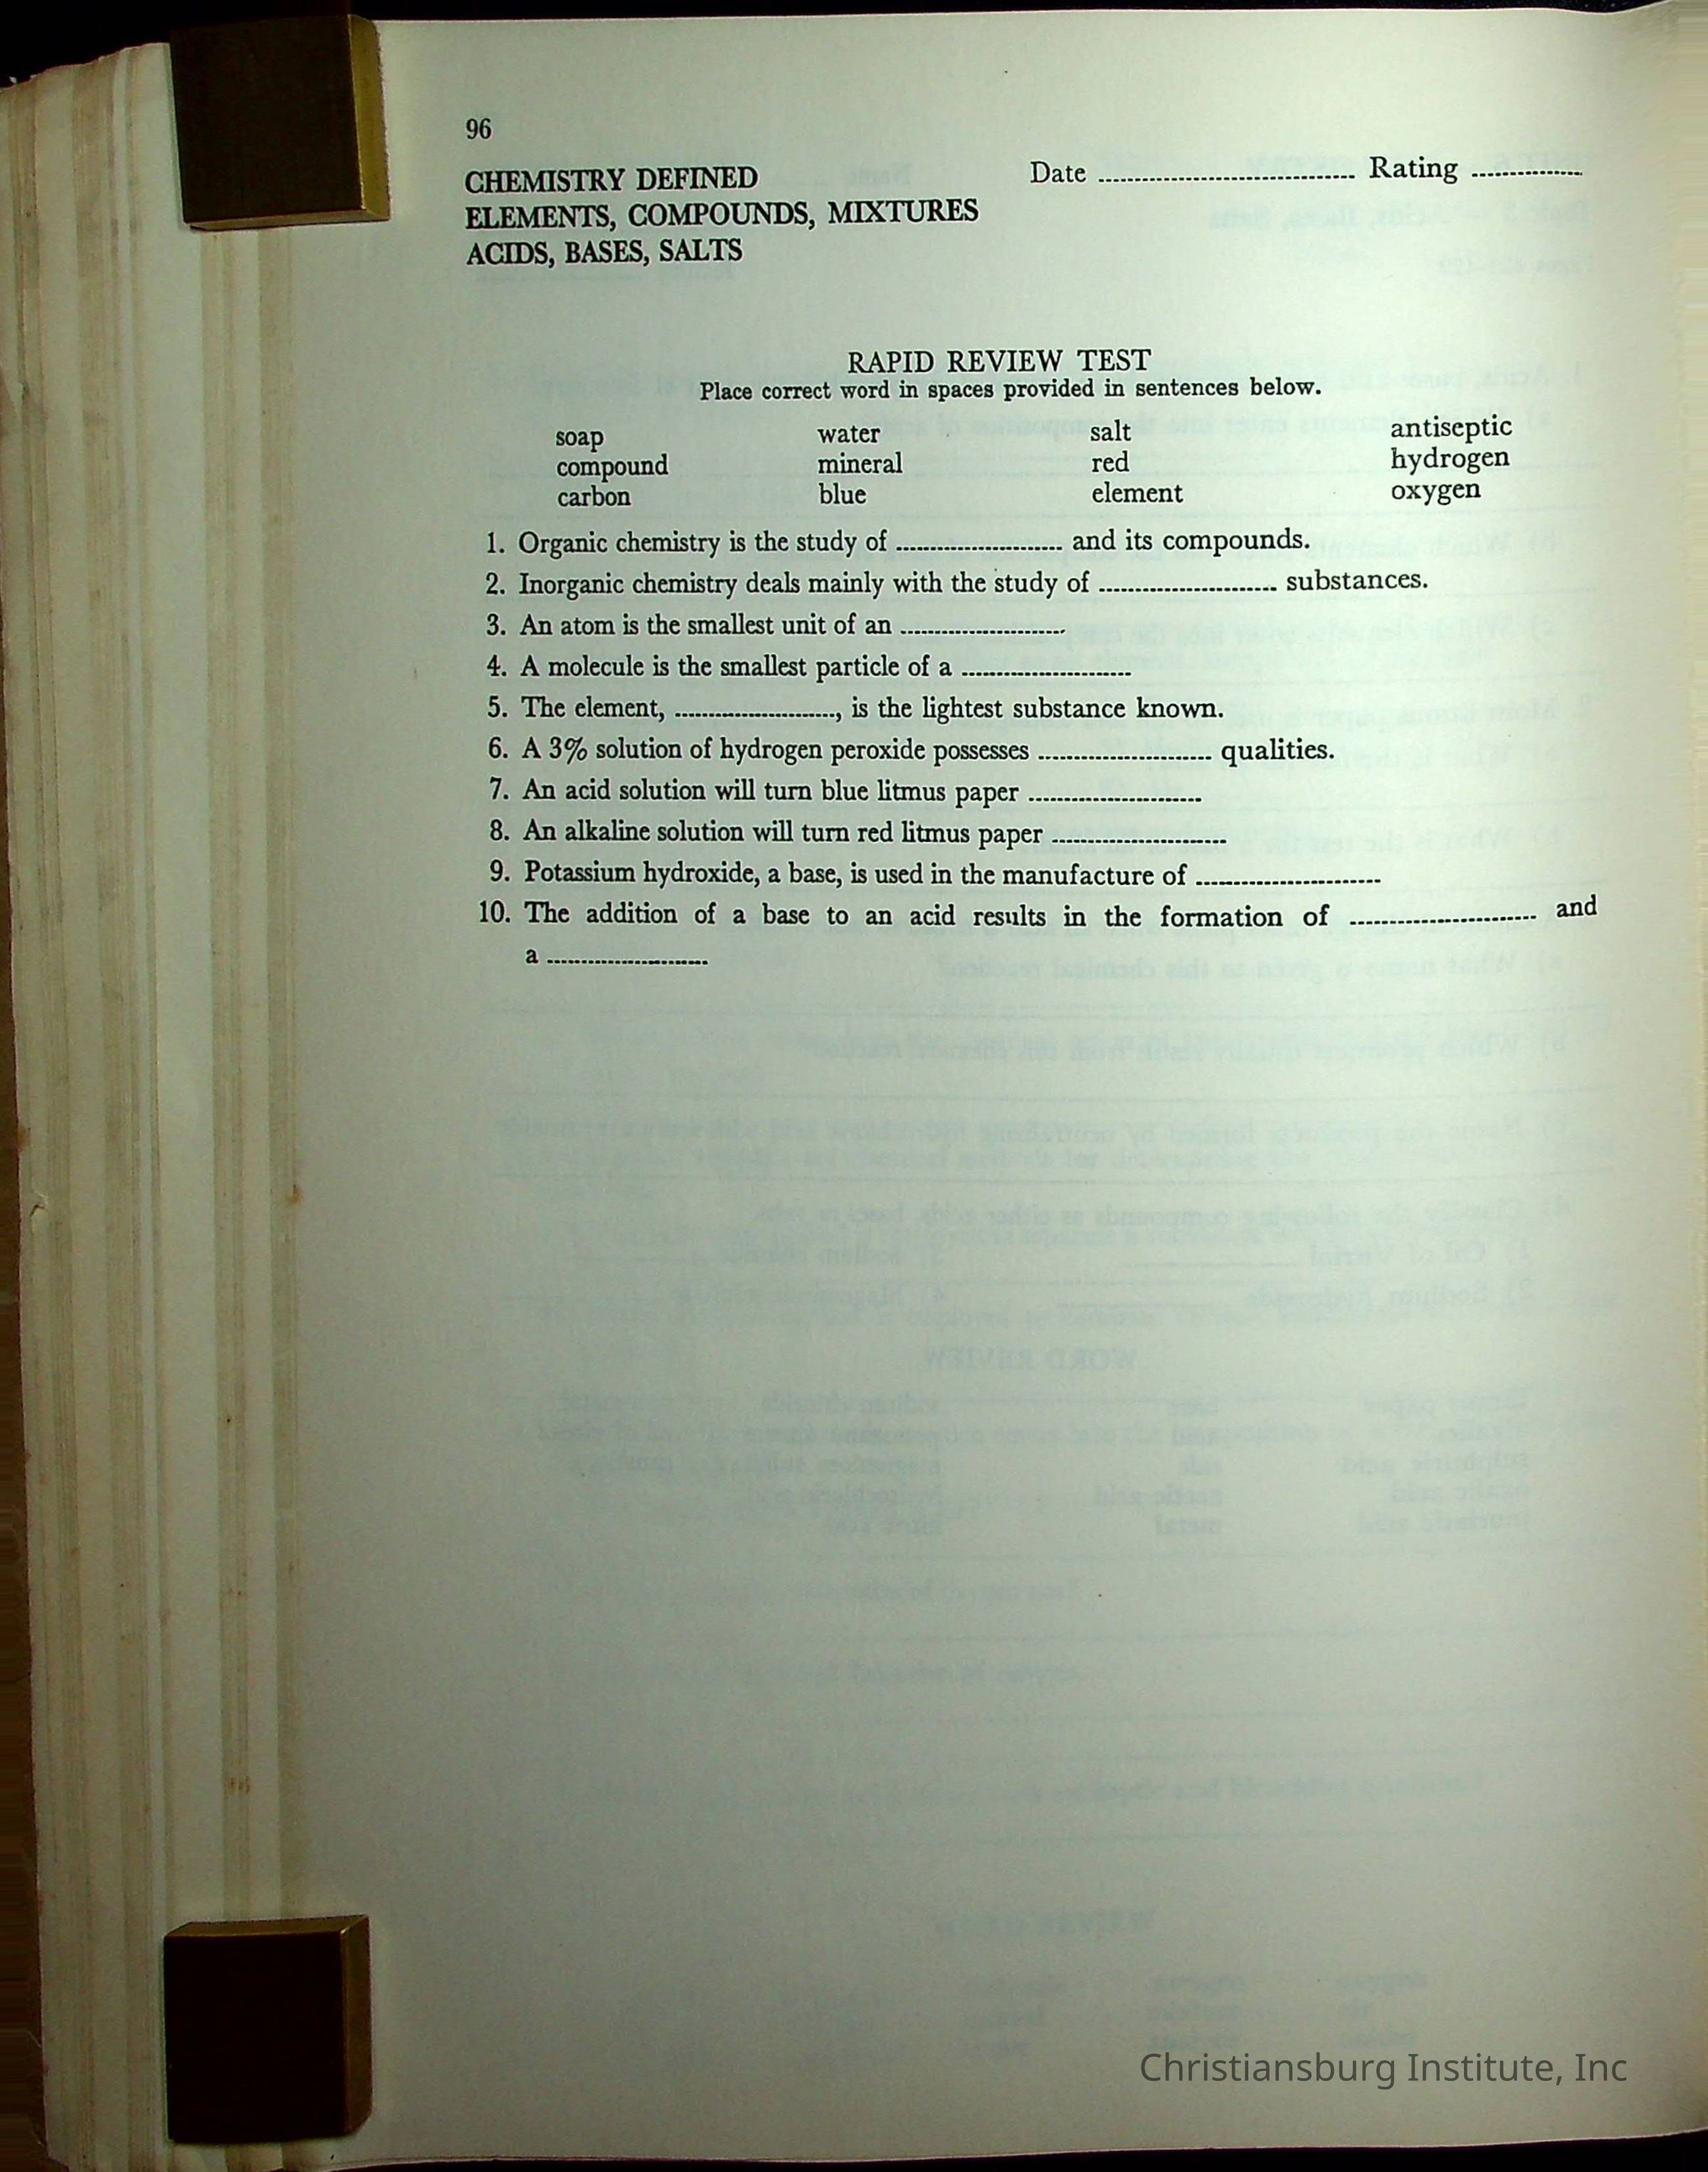 96
CHEMISTRY DEFINED
Date ................ Rating ................
ELEMENTS, COMPOUNDS, MIXTURES
ACIDS, BASES, SALTS
RAPID REVIEW TEST
Place correct word in spaces provided in sentences below.
soap water salt antiseptic
compound mineral red hydrogen
carbon blue element oxygen
1. Organic chemistry is the study of ................ and its compounds.
2. Inorganic chemistry deals mainly with the study of ................ substances.
3. An atom is the smallest unit of an ................
4. A molecule is the smallest particle of a ................
5. The element, ................, is the lightest substance known.
6. A 3% solution of hydrogen peroxide possesses ................ qualities.
7. An acid solution will turn blue litmus paper ................
8. An alkaline solution will turn red litmus paper ................
9. Potassium hydroxide, a base, is used in the manufacture of ................
10. The addition of a base to an acid results in the formation of ................ and
a ................
Christiansburg Institute, Inc